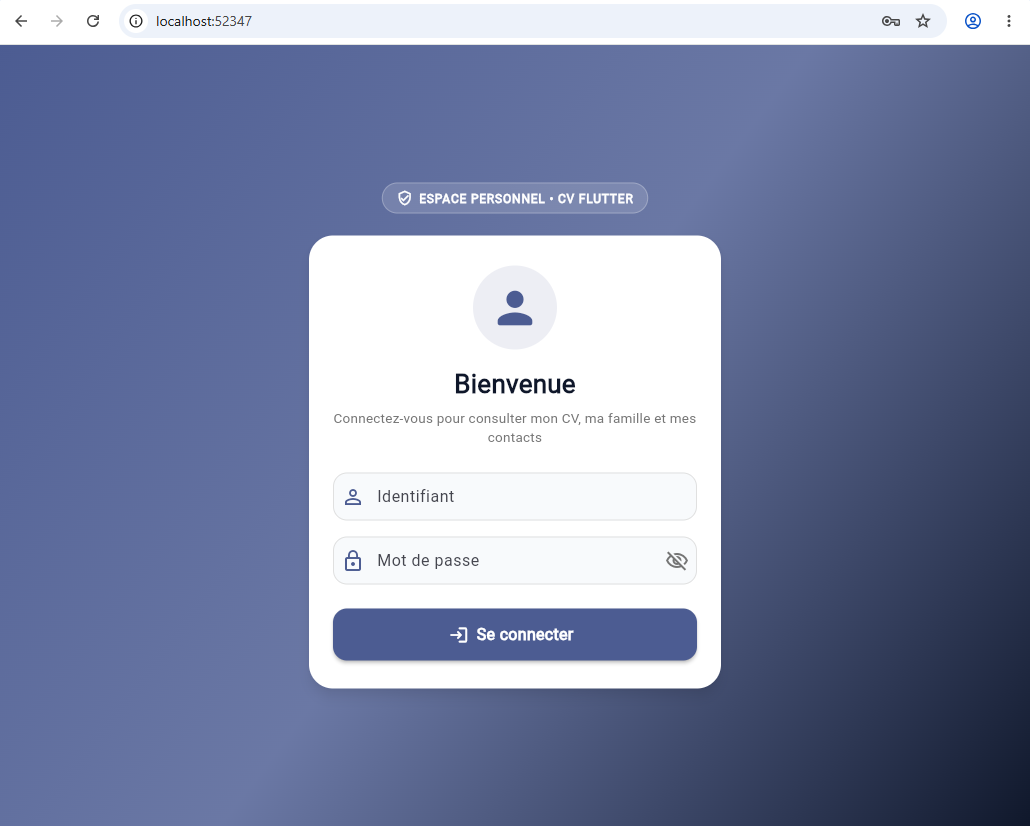 localhost:52347
ESPACE PERSONNEL • CV FLUTTER
Bienvenue
Connectez-vous pour consulter mon CV, ma famille et mes
contacts
Identifiant
Mot de passe
Se connecter